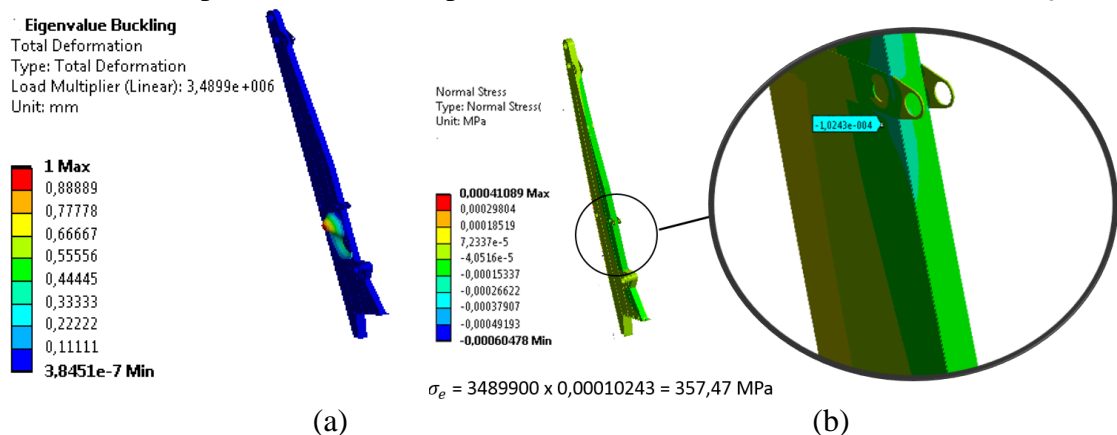 Eigenvalue Buckling
Total Deformation
Type: Total Deformation
Load Multiplier (Linear): 3,4899e+006
Unit: mm
1 Max
0,88889
0,77778
0,66667
0,55556
0,44445
0,33333
0,22222
0,11111
3,8451e-7 Min
Normal Stress
Type: Normal Stress(
Unit: MPa
0,00041089 Max
0,00029804
0,00018519
7,2337e-5
-4,0516e-5
-0,00015337
-0,00026622
-0,00037907
-0,00049193
-0,00060478 Min
-1,0243e-004
σₑ = 3489900 x 0,00010243 = 357,47 MPa
(a)
(b)